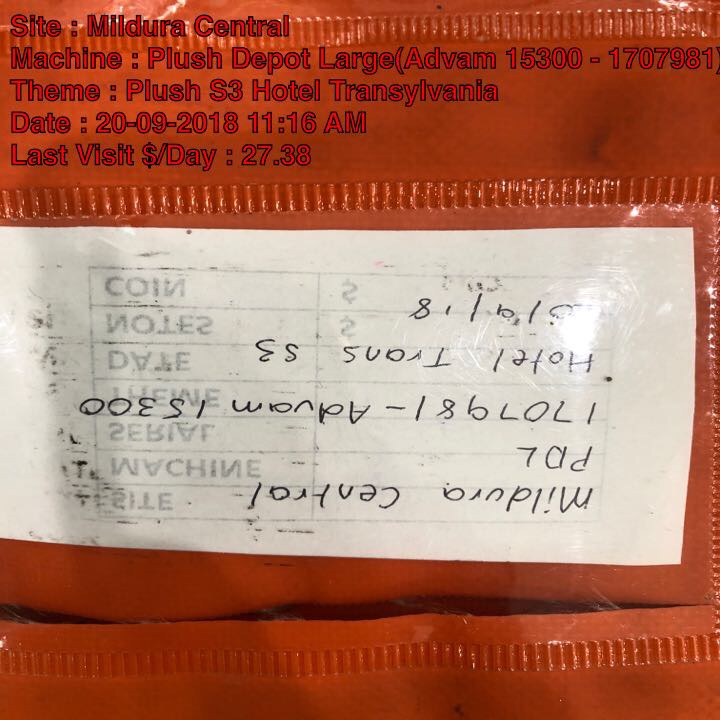 Site : Mildura Central
Machine : Plush Depot Large(Advam 15300 - 1707981)
Theme : Plush S3 Hotel Transylvania
Date : 20-09-2018 11:16 AM
Last Visit $/Day : 27.38
Mildura Central
PDL
1707981 - Advam 15300
Hotel Trans S3
/9/18
SITE
MACHINE
SERIAL
THEME
DATE
NOTES $
COIN $